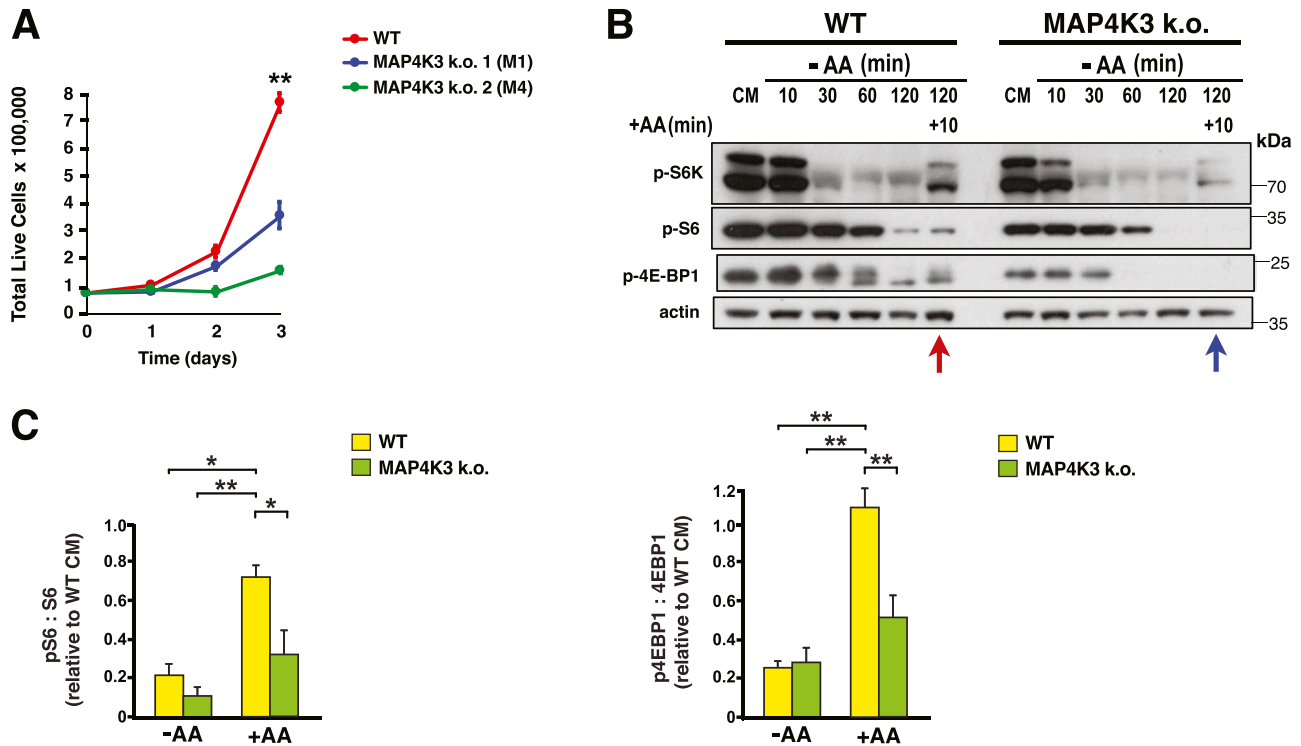 A
WT
MAP4K3 k.o. 1 (M1)
MAP4K3 k.o. 2 (M4)
**
Total Live Cells x 100,000
8
7
6
5
4
3
2
1
0
0 1 2 3
Time (days)
B
WT MAP4K3 k.o.
-AA (min) -AA (min)
CM 10 30 60 120 120 CM 10 30 60 120 120
+AA (min) +10 +10
kDa
p-S6K
70
p-S6
35
p-4E-BP1
25
actin
35
C
WT
MAP4K3 k.o.
*
**
*
pS6 : S6
(relative to WT CM)
1.0
0.8
0.6
0.4
0.2
0
-AA +AA
WT
MAP4K3 k.o.
**
**
**
p4EBP1 : 4EBP1
(relative to WT CM)
1.2
1.0
0.8
0.6
0.4
0.2
0
-AA +AA